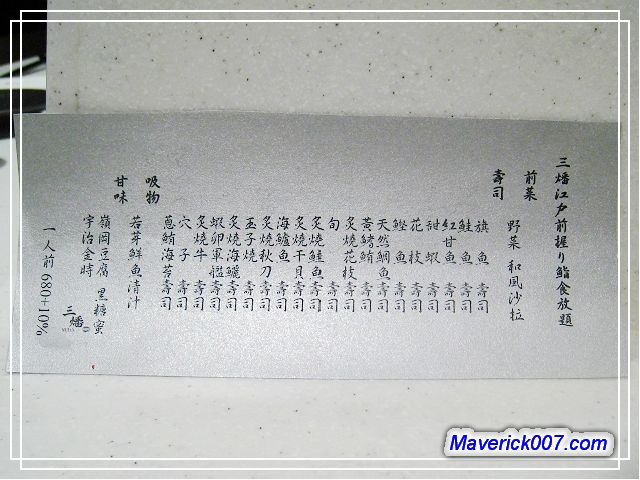 三燔江户前握り鮨食放題
前菜
野菜 和風沙拉
壽司
旗魚壽司
鮭魚壽司
紅甘魚壽司
甜蝦壽司
花枝壽司
鰹魚壽司
天然鯛魚壽司
黃鰭鮪壽司
炙燒花枝壽司
旬魚壽司
炙燒鮭魚壽司
炙燒干貝壽司
海鱸魚壽司
炙燒秋刀壽司
玉子燒壽司
炙燒海鱺壽司
蝦卵軍艦壽司
炙燒牛壽司
穴子壽司
蔥鮪海苔壽司
吸物
若芽鮮魚清汁
甘味
嶺岡豆腐 黑糖蜜
宇治金時
三燔
一人前 680+10%
Maverick007.com